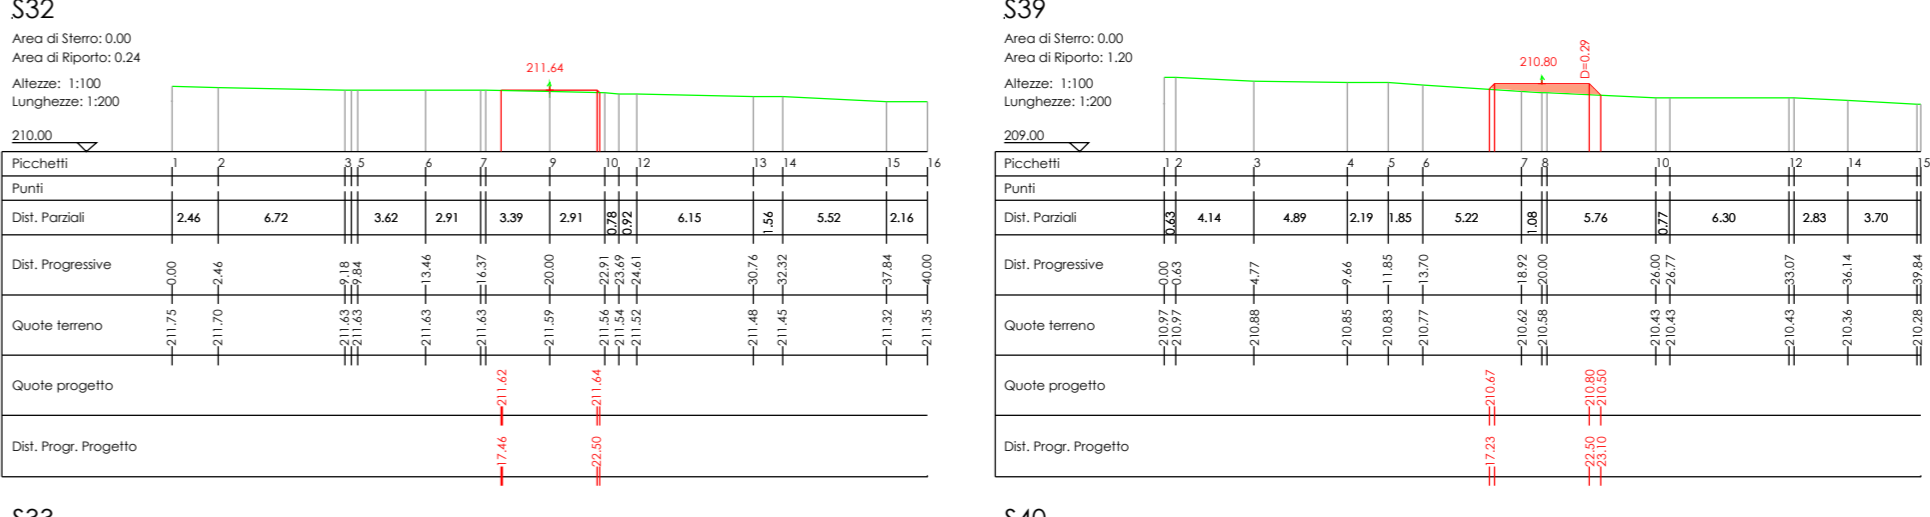 S32
Area di Sterro: 0.00
Area di Riporto: 0.24
Altezze: 1:100
Lunghezze: 1:200
211.64
210.00
Picchetti 1 2 3 5 6 7 9 10 12 13 14 15 16
Punti
Dist. Parziali 2.46 6.72 3.62 2.91 3.39 2.91 0.78 0.92 6.15 1.56 5.52 2.16
Dist. Progressive 0.00 2.46 9.18 9.84 13.46 16.37 20.00 22.91 23.69 24.61 30.76 32.32 37.84 40.00
Quote terreno 211.75 211.70 211.63 211.63 211.63 211.63 211.59 211.56 211.54 211.52 211.48 211.45 211.32 211.35
Quote progetto 211.62 211.64
Dist. Progr. Progetto 17.46 22.50
S33
S39
Area di Sterro: 0.00
Area di Riporto: 1.20
Altezze: 1:100
Lunghezze: 1:200
210.80
D=0.29
209.00
Picchetti 1 2 3 4 5 6 7 8 10 12 14 15
Punti
Dist. Parziali 0.63 4.14 4.89 2.19 1.85 5.22 1.08 5.76 0.77 6.30 2.83 3.70
Dist. Progressive 0.00 0.63 4.77 9.66 11.85 13.70 18.92 20.00 26.00 26.77 33.07 36.14 39.84
Quote terreno 210.97 210.97 210.88 210.85 210.83 210.77 210.62 210.58 210.43 210.43 210.43 210.36 210.28
Quote progetto 210.67 210.80 210.50
Dist. Progr. Progetto 17.23 22.50 23.10
S40